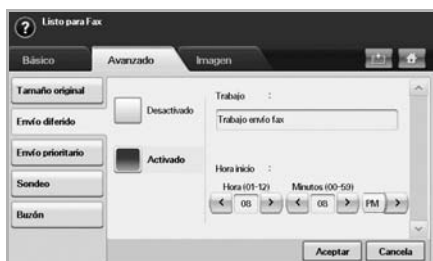 Listo para Fax
Básico
Avanzado
Imagen
Tamaño original
Envío diferido
Envío prioritario
Sondeo
Buzón
Desactivado
Activado
Trabajo :
Trabajo envío fax
Hora inicio :
Hora (01-12) Minutos (00-59)
< 08 > < 08 > PM >
Aceptar Cancela